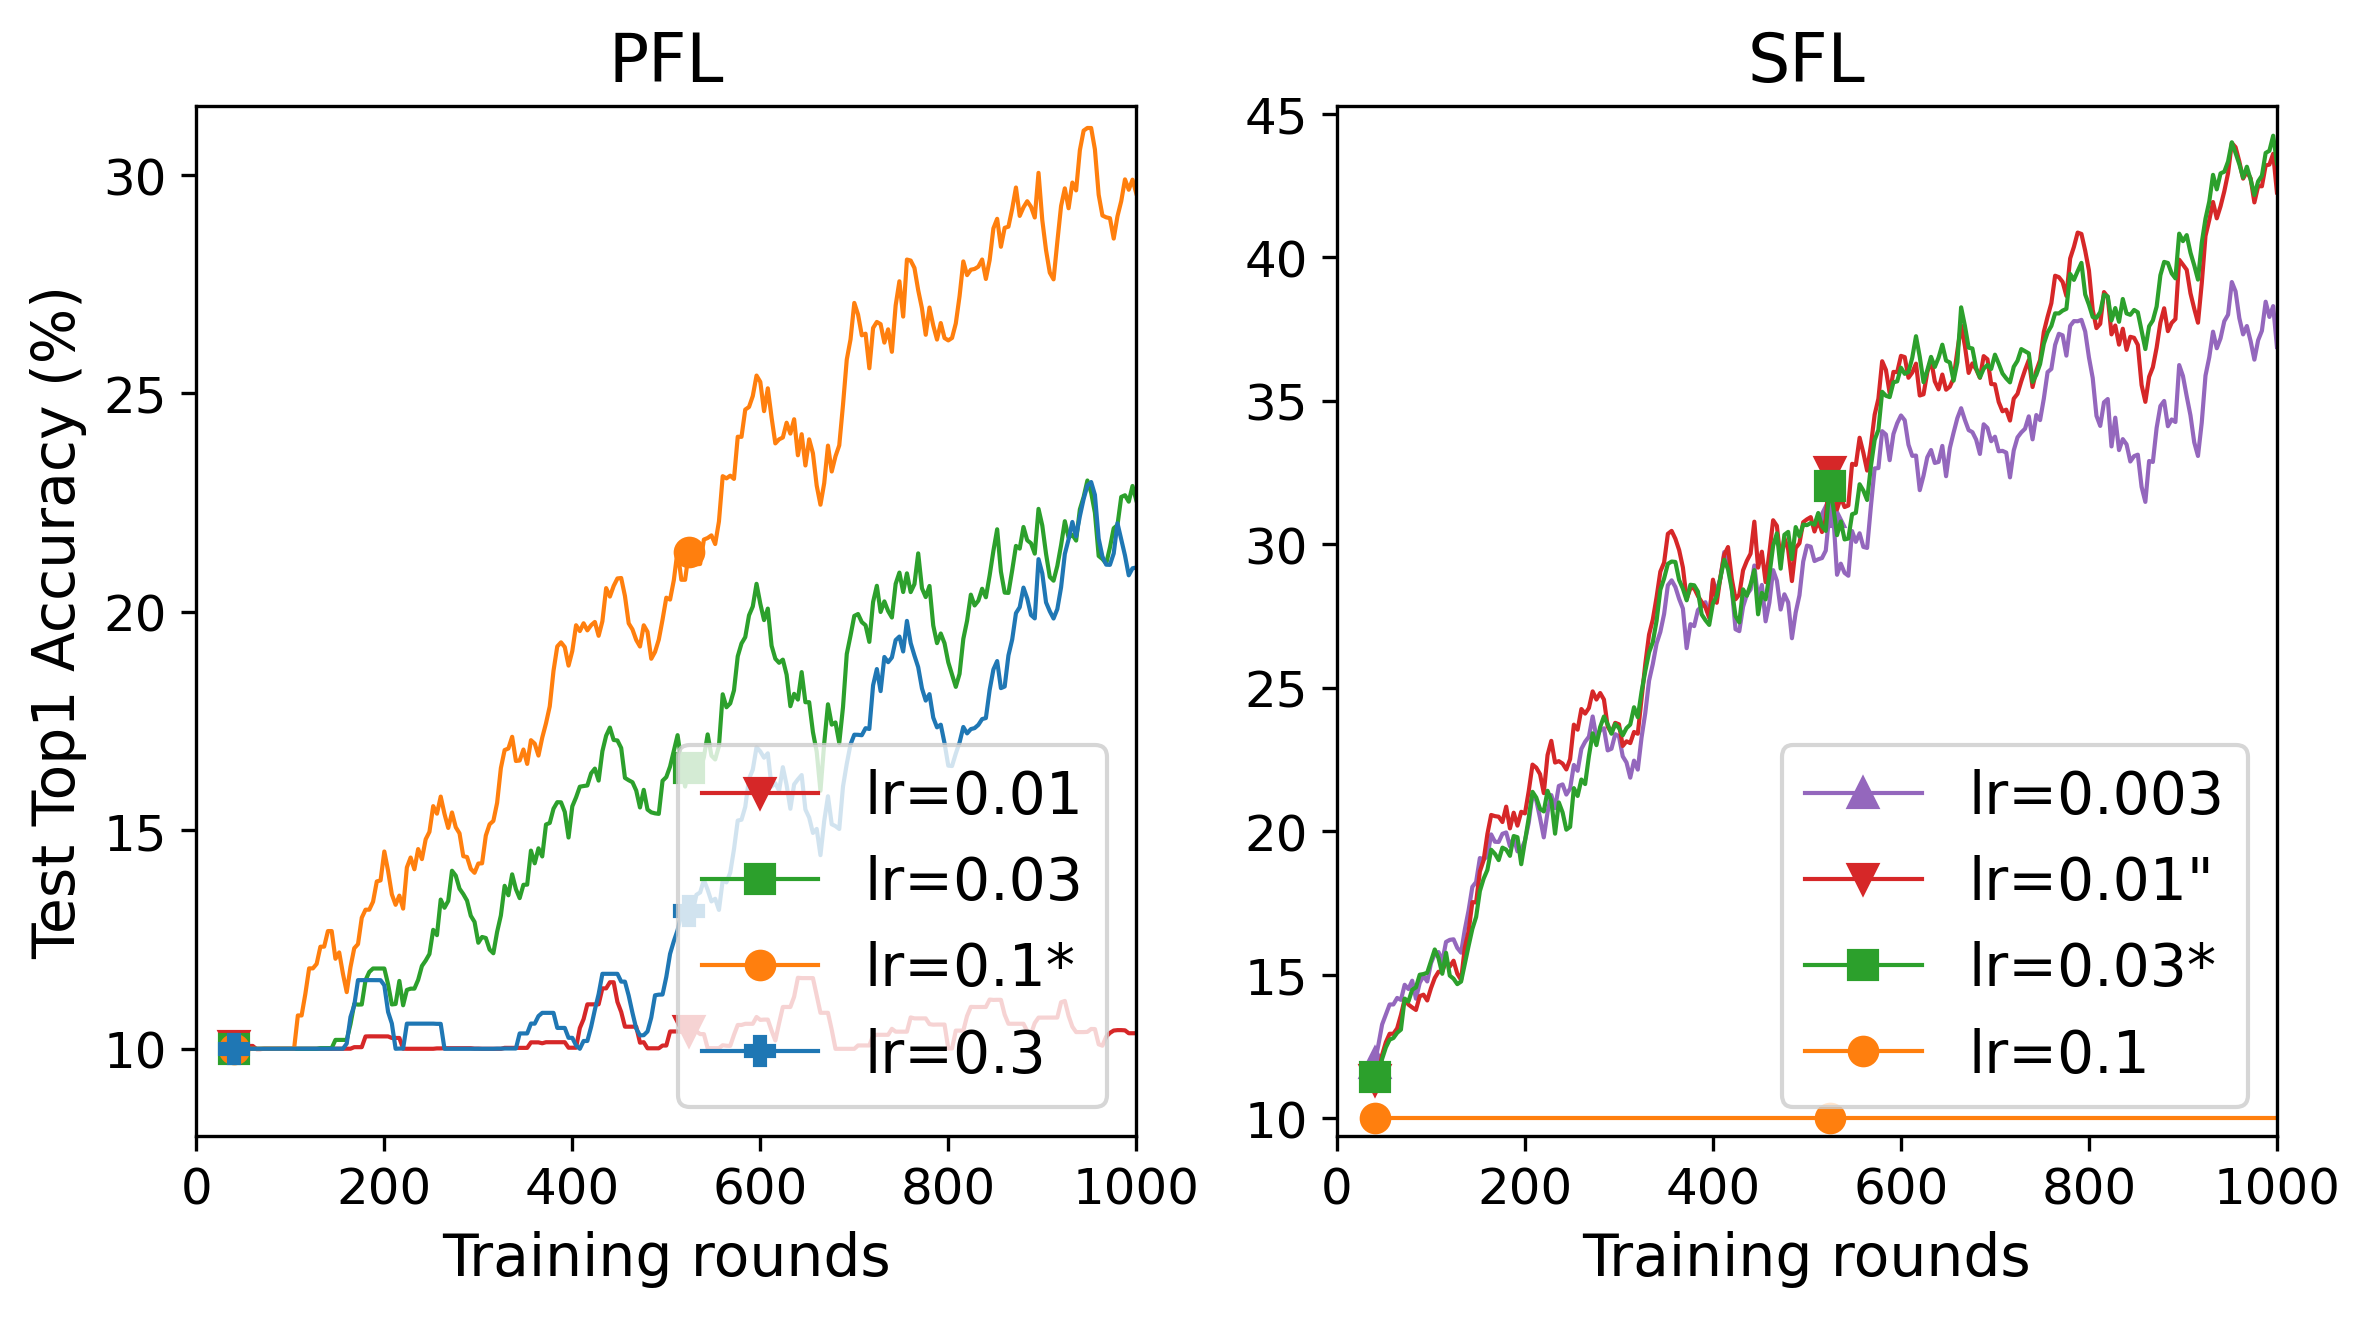 PFL
Test Top1 Accuracy (%)
30
25
20
15
10
0 200 400 600 800 1000
Training rounds
lr=0.01
lr=0.03
lr=0.1*
lr=0.3
SFL
45
40
35
30
25
20
15
10
0 200 400 600 800 1000
Training rounds
lr=0.003
lr=0.01"
lr=0.03*
lr=0.1